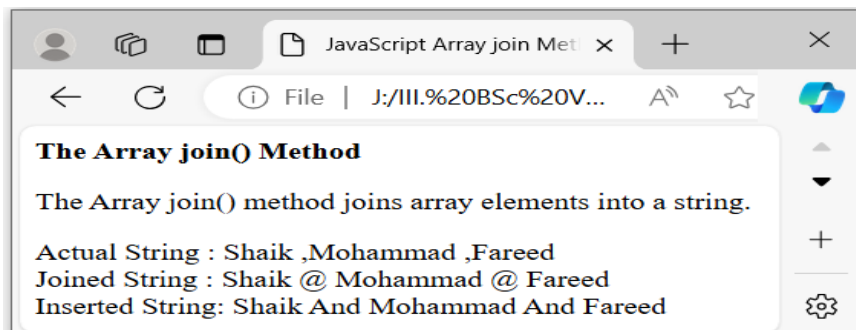 JavaScript Array join Met
File | J:/III.%20BSc%20V...
The Array join() Method
The Array join() method joins array elements into a string.
Actual String : Shaik ,Mohammad ,Fareed
Joined String : Shaik @ Mohammad @ Fareed
Inserted String: Shaik And Mohammad And Fareed